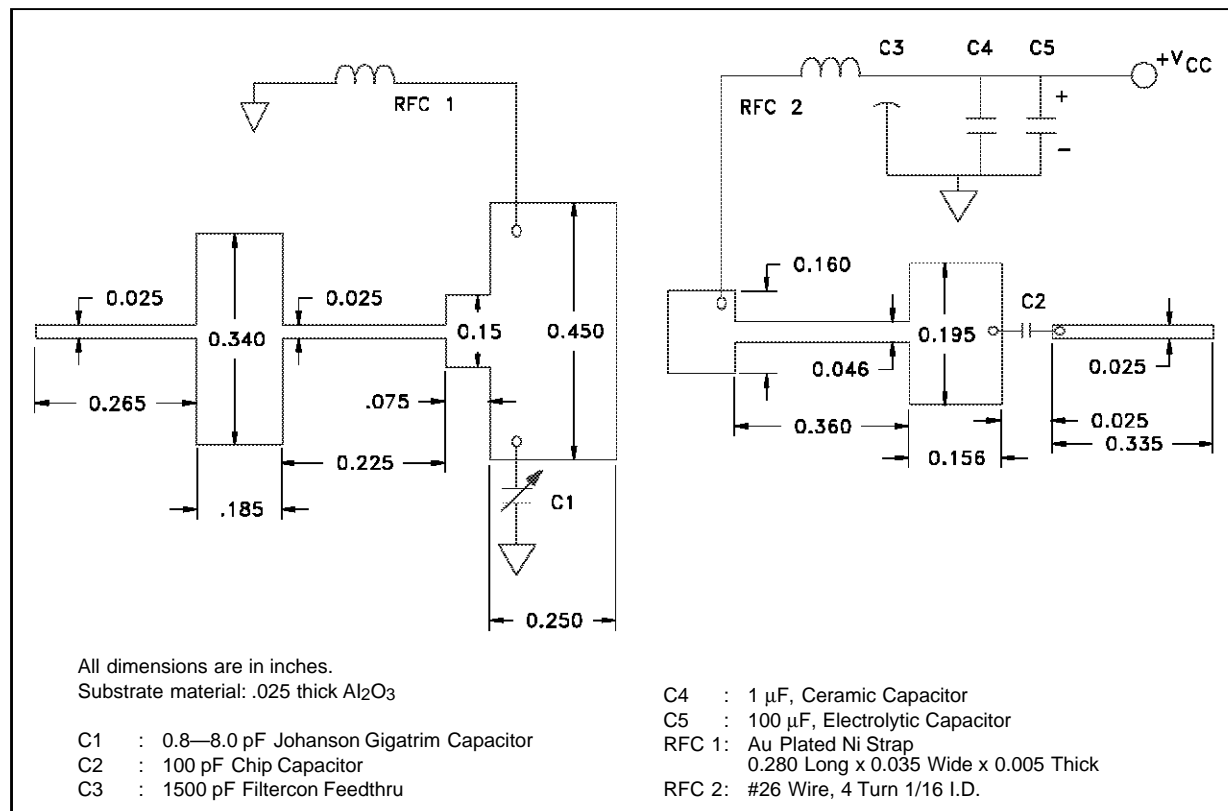 C3 C4 C5 +VCC
RFC 1
RFC 2
+
−
0.025
0.025
0.340
0.15
0.450
0.265
.075
0.225
.185
C1
0.250
0.160
C2
0.195
0.046
0.025
0.360
0.025
0.156
0.335
All dimensions are in inches.
Substrate material: .025 thick Al2O3
C1 : 0.8—8.0 pF Johanson Gigatrim Capacitor
C2 : 100 pF Chip Capacitor
C3 : 1500 pF Filtercon Feedthru
C4 : 1 μF, Ceramic Capacitor
C5 : 100 μF, Electrolytic Capacitor
RFC 1: Au Plated Ni Strap
0.280 Long x 0.035 Wide x 0.005 Thick
RFC 2: #26 Wire, 4 Turn 1/16 I.D.